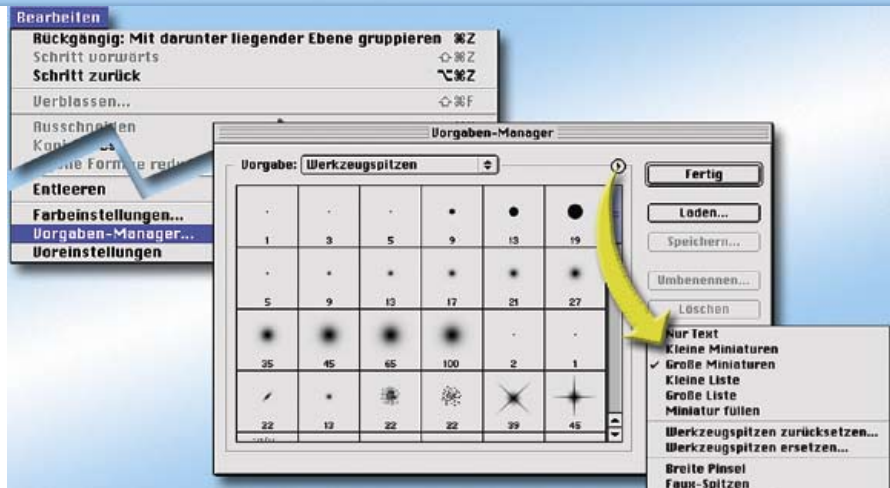 Bearbeiten
Rückgängig: Mit darunter liegender Ebene gruppieren ⌘Z
Schritt vorwärts ⇧⌘Z
Schritt zurück ⌥⌘Z
Verblassen... ⇧⌘F
Ausschneiden
Entleeren
Farbeinstellungen...
Vorgaben-Manager...
Voreinstellungen
Vorgaben-Manager
Vorgabe: Werkzeugspitzen
1 3 5 9 13 19
5 9 13 17 21 27
35 45 65 100 2 1
22 13 22 22 39 45
Fertig
Laden...
Speichern...
Umbenennen...
Löschen
Nur Text
Kleine Miniaturen
✓ Große Miniaturen
Kleine Liste
Große Liste
Miniatur füllen
Werkzeugspitzen zurücksetzen...
Werkzeugspitzen ersetzen...
Breite Pinsel
Faux-Spitzen